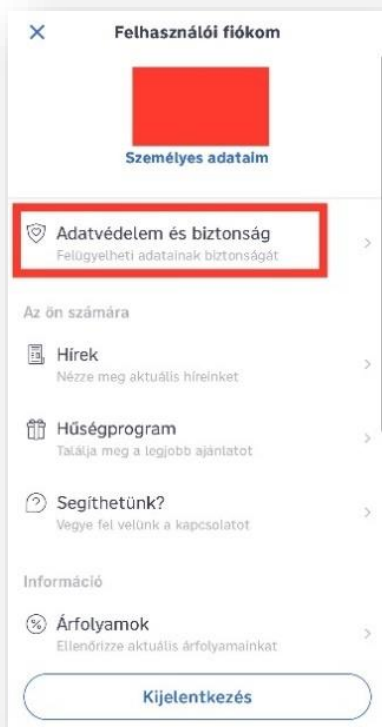 Felhasználói fiókom
Személyes adataim
Adatvédelem és biztonság
Felügyelheti adatainak biztonságát
Az ön számára
Hírek
Nézze meg aktuális híreinket
Hűségprogram
Találja meg a legjobb ajánlatot
Segíthetünk?
Vegye fel velünk a kapcsolatot
Információ
Árfolyamok
Ellenőrizze aktuális árfolyamainkat
Kijelentkezés